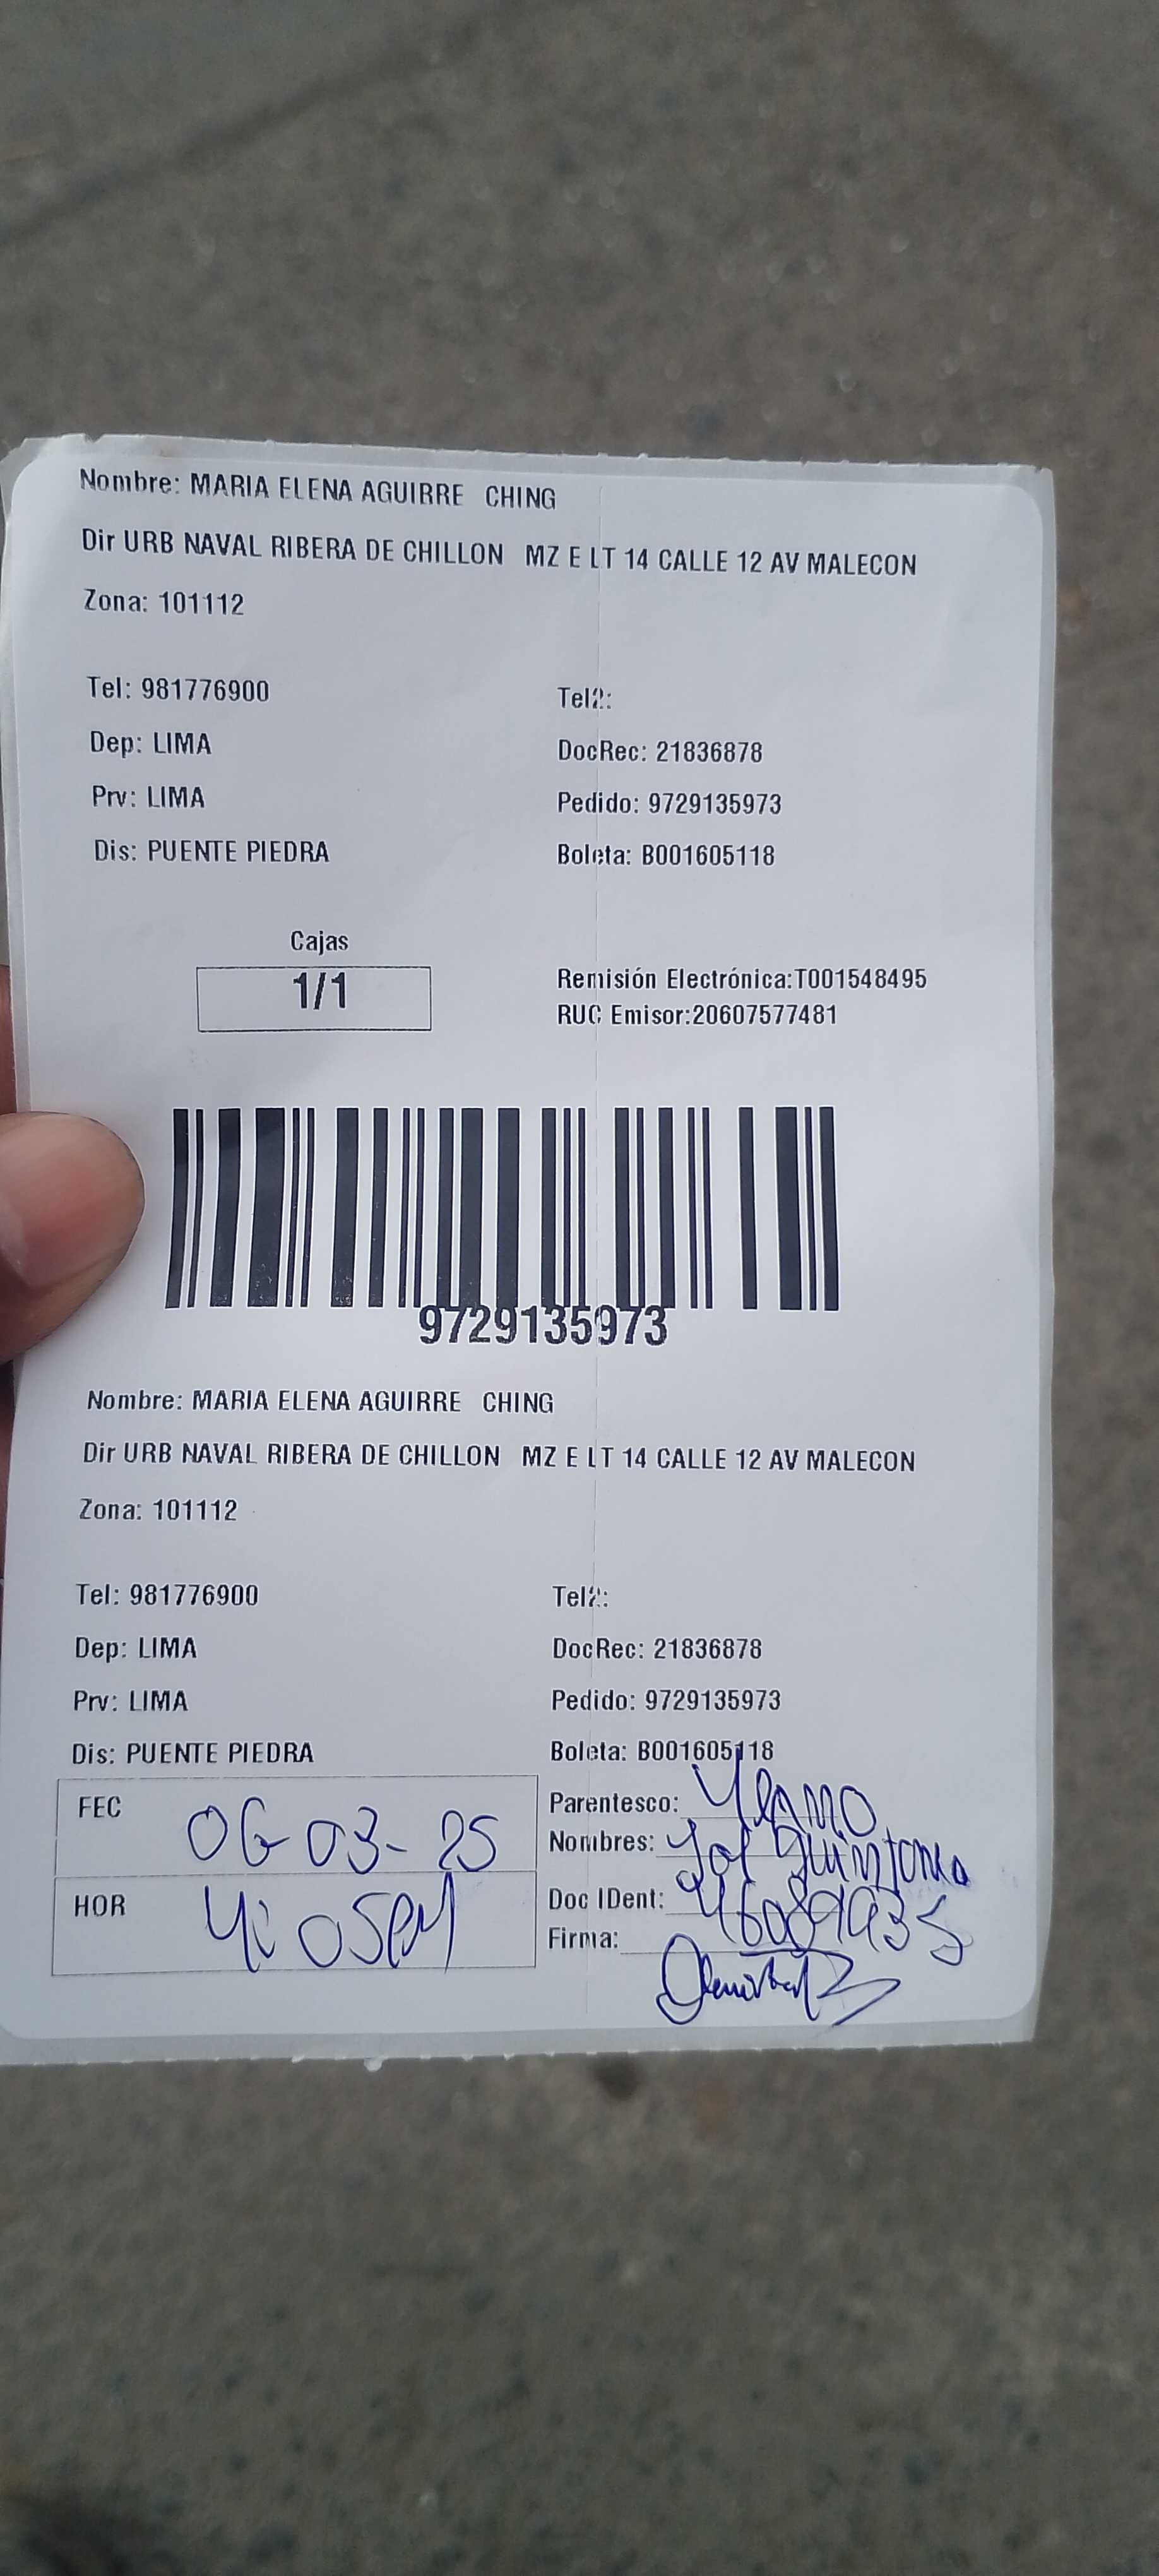 Nombre: MARIA ELENA AGUIRRE CHING
Dir URB NAVAL RIBERA DE CHILLON MZ E LT 14 CALLE 12 AV MALECON
Zona: 101112
Tel: 981776900 Tel2:
Dep: LIMA DocRec: 21836878
Prv: LIMA Pedido: 9729135973
Dis: PUENTE PIEDRA Boleta: B001605118
Cajas
1/1
Remisión Electrónica:T001548495
RUC Emisor:20607577481
9729135973
Nombre: MARIA ELENA AGUIRRE CHING
Dir URB NAVAL RIBERA DE CHILLON MZ E LT 14 CALLE 12 AV MALECON
Zona: 101112
Tel: 981776900 Tel2:
Dep: LIMA DocRec: 21836878
Prv: LIMA Pedido: 9729135973
Dis: PUENTE PIEDRA Boleta: B001605118
FEC 06-03-25
HOR 4:05PM
Parentesco: Yerno
Nombres: Quintana
Doc IDent:
Firma: